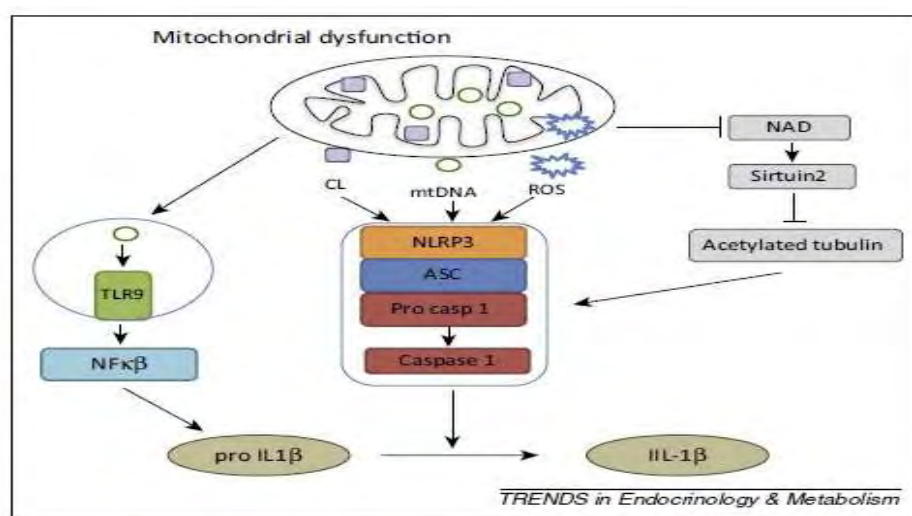 Mitochondrial dysfunction
NAD
Sirtuin2
Acetylated tubulin
CL
mtDNA
ROS
NLRP3
ASC
Pro casp 1
Caspase 1
TLR9
NFκβ
pro IL1β
IIL-1β
TRENDS in Endocrinology & Metabolism